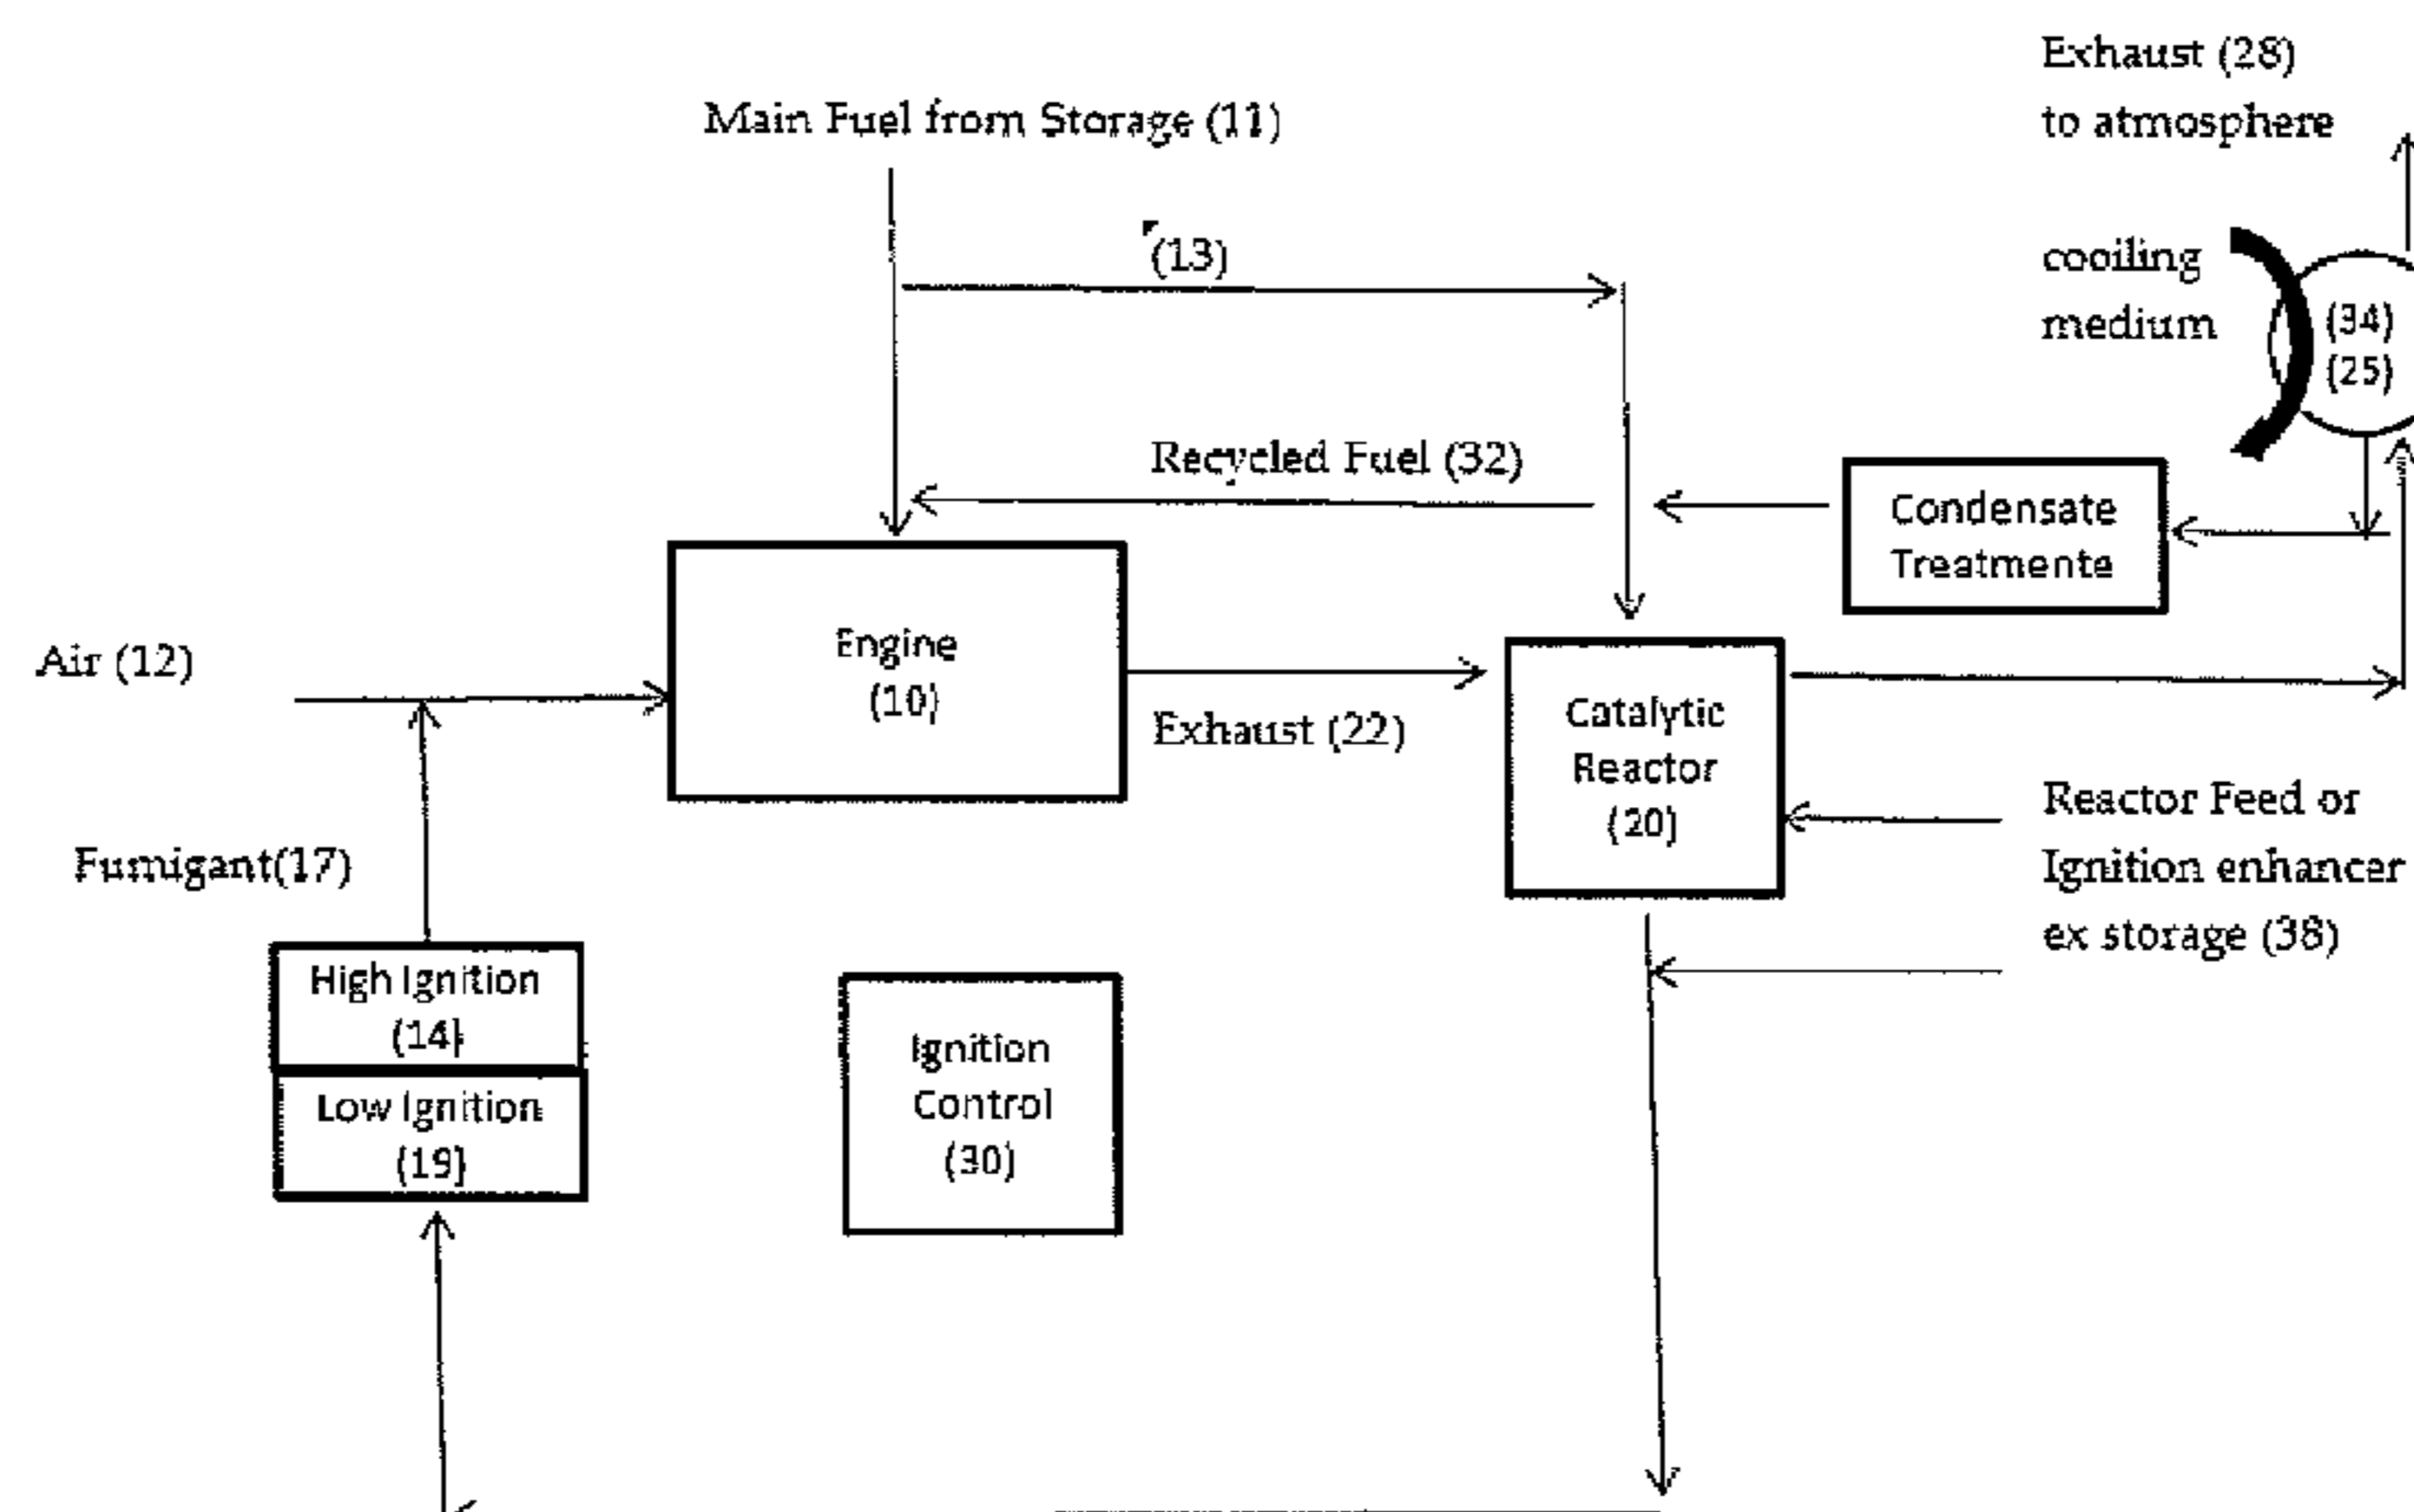 Exhaust (28)
to atmosphere
Main Fuel from Storage (11)
(13)
cooiling
medium
(34)
(25)
Recycled Fuel (32)
Condensate
Treatmente
Engine
(10)
Air (12)
Exhaust (22)
Catalytic
Reactor
(20)
Reactor Feed or
Ignition enhancer
ex storage (38)
Fumigant(17)
High Ignition
(14)
Low Ignition
(19)
Ignition
Control
(30)